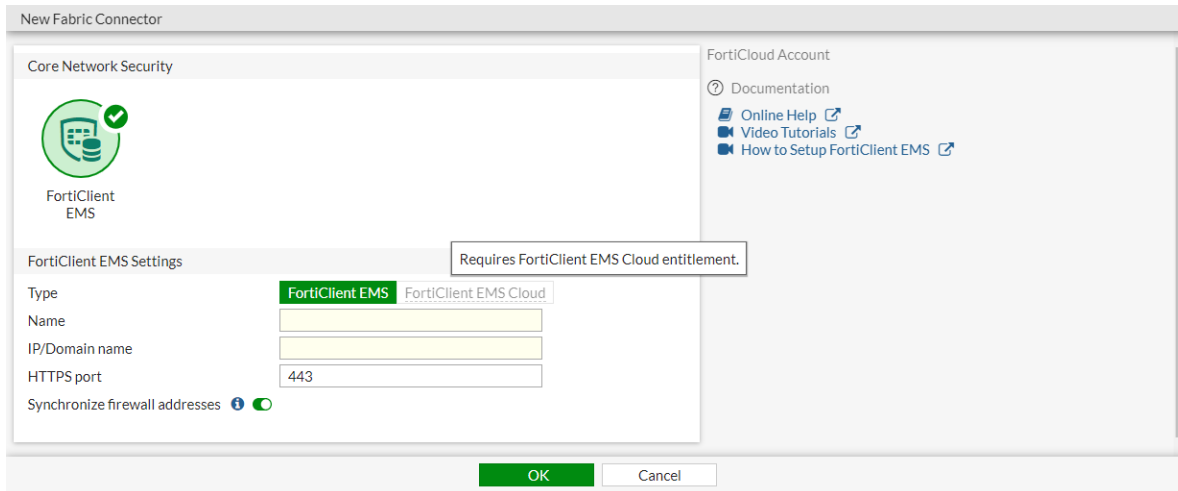 New Fabric Connector
Core Network Security
FortiClient
EMS
FortiClient EMS Settings
Requires FortiClient EMS Cloud entitlement.
Type
FortiClient EMS
FortiClient EMS Cloud
Name
IP/Domain name
HTTPS port
443
Synchronize firewall addresses
FortiCloud Account
Documentation
Online Help
Video Tutorials
How to Setup FortiClient EMS
OK
Cancel